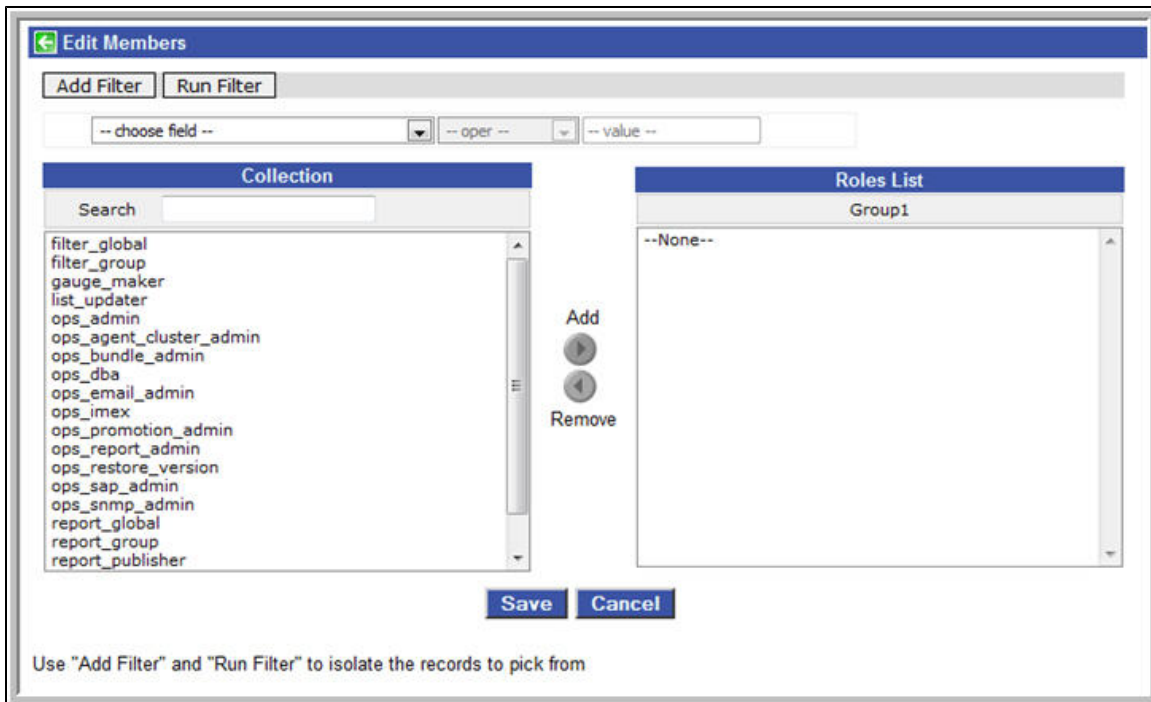 Edit Members
Add Filter Run Filter
-- choose field -- -- oper -- -- value --
Collection
Search
filter_global
filter_group
gauge_maker
list_updater
ops_admin
ops_agent_cluster_admin
ops_bundle_admin
ops_dba
ops_email_admin
ops_imex
ops_promotion_admin
ops_report_admin
ops_restore_version
ops_sap_admin
ops_snmp_admin
report_global
report_group
report_publisher
Add
Remove
Roles List
Group1
--None--
Save Cancel
Use "Add Filter" and "Run Filter" to isolate the records to pick from